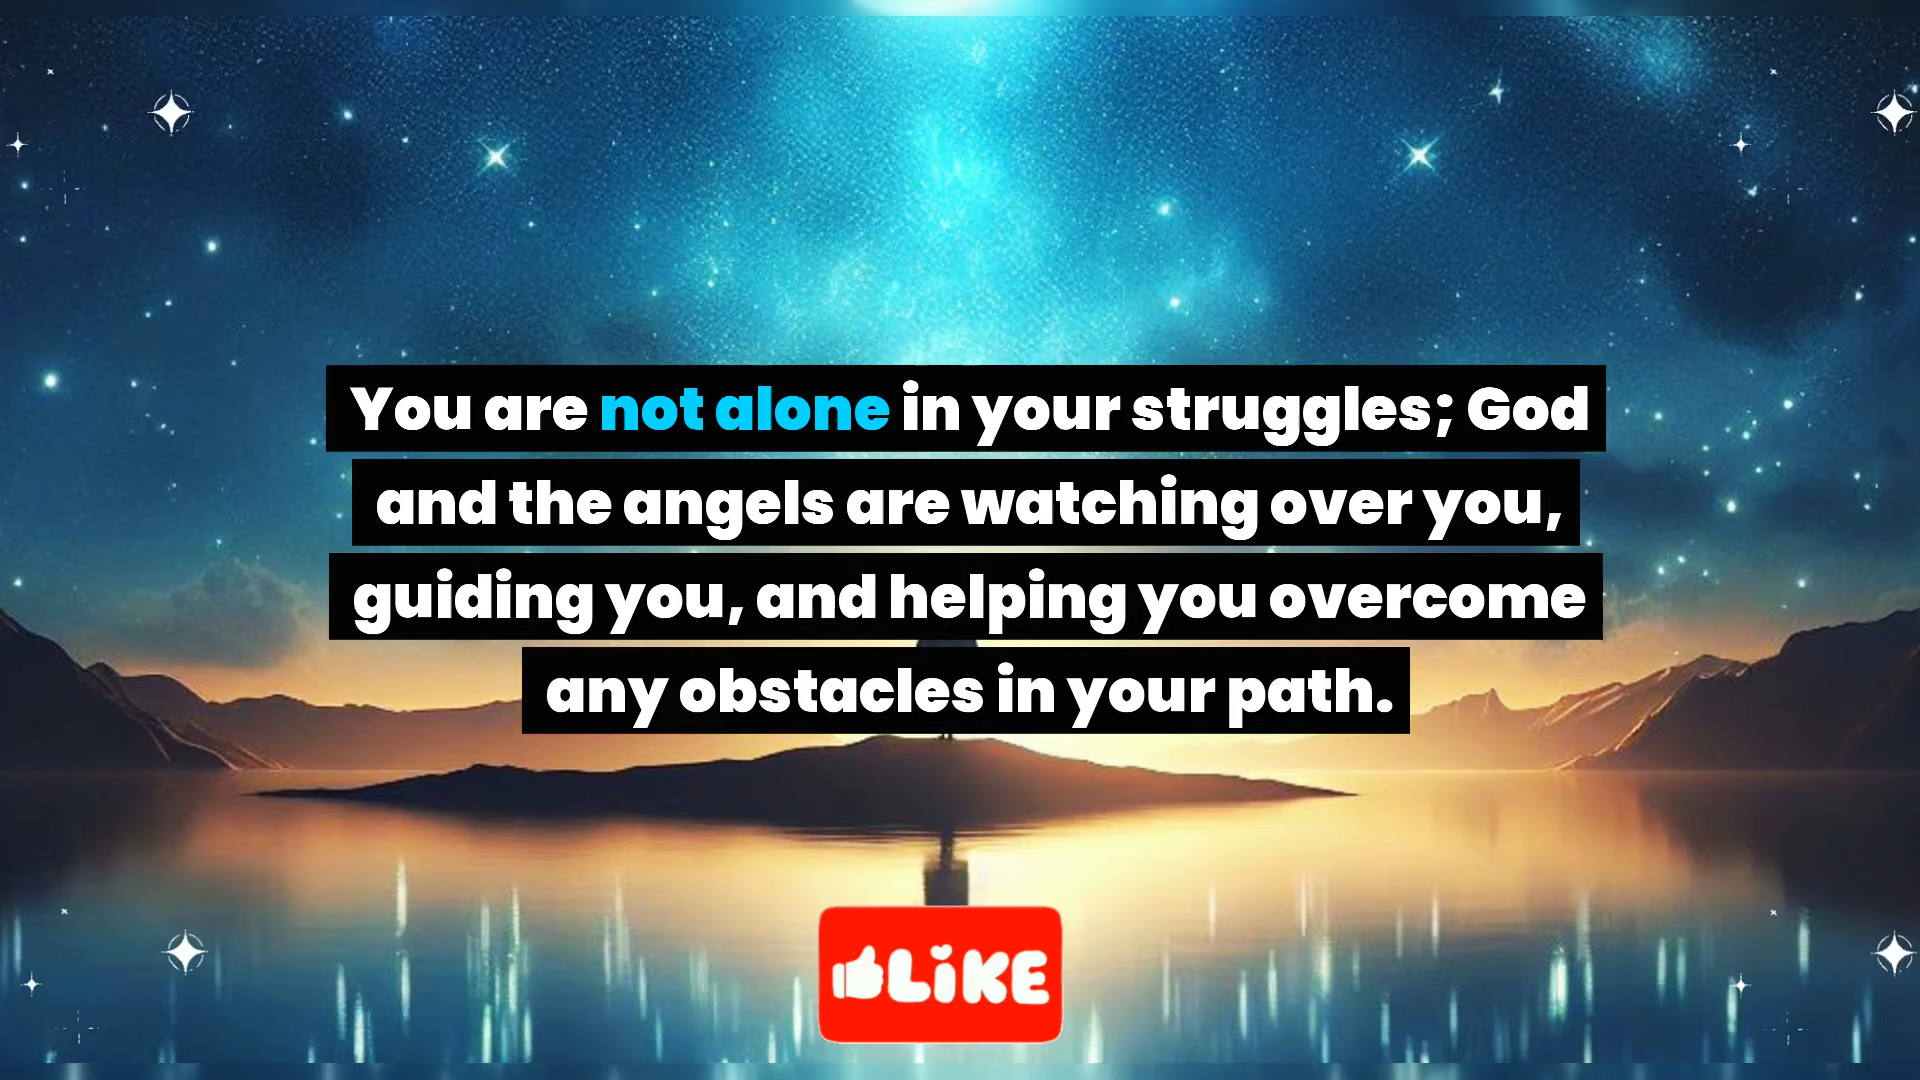 You are not alone in your struggles; God
and the angels are watching over you,
guiding you, and helping you overcome
any obstacles in your path.
LiKE